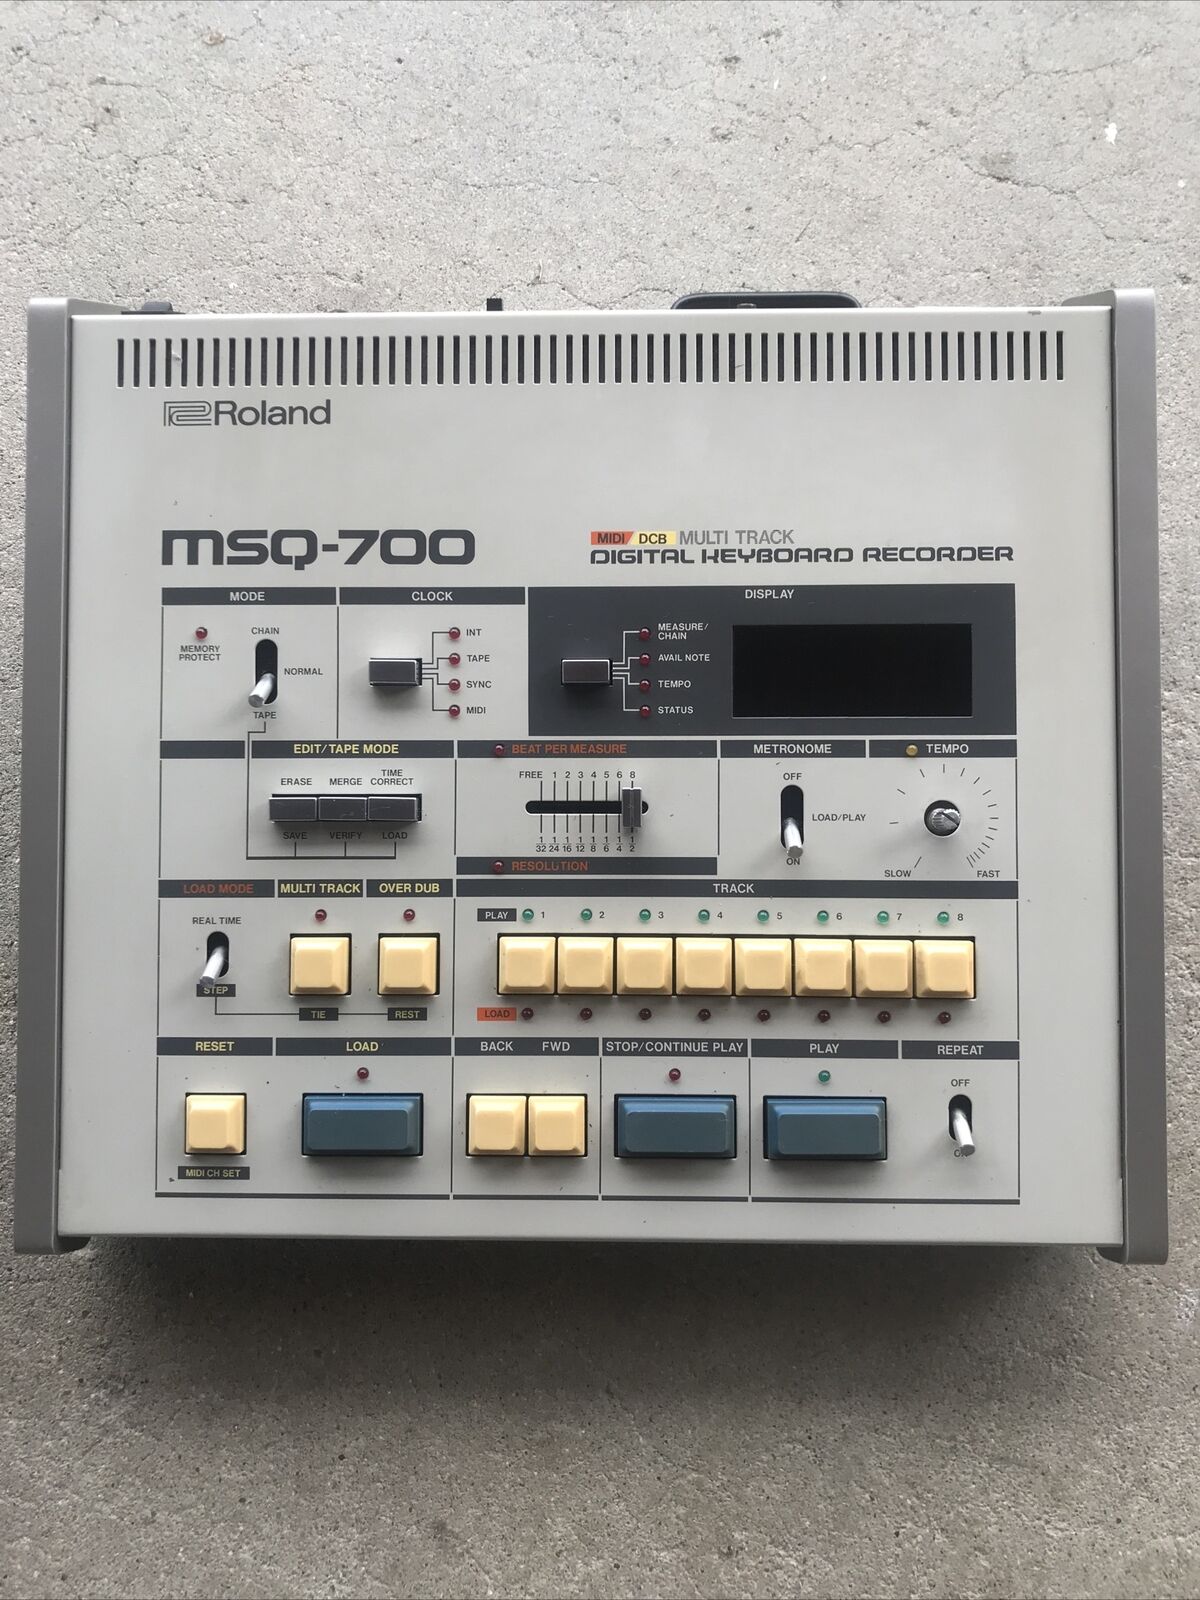 Roland
MSQ-700
MIDI/DCB MULTI TRACK
DIGITAL KEYBOARD RECORDER
MODE
CLOCK
DISPLAY
MEMORY
PROTECT
CHAIN
NORMAL
TAPE
INT
TAPE
SYNC
MIDI
MEASURE/
CHAIN
AVAIL NOTE
TEMPO
STATUS
EDIT/TAPE MODE
BEAT PER MEASURE
METRONOME
TEMPO
ERASE MERGE TIME
CORRECT
SAVE VERIFY LOAD
FREE 1 2 3 4 5 6 8
1 1 1 1 1 1 1 1
32 24 16 12 8 6 4 2
RESOLUTION
OFF
LOAD/PLAY
ON
SLOW FAST
LOAD MODE
MULTI TRACK
OVER DUB
TRACK
REAL TIME
STEP
TIE
REST
PLAY 1 2 3 4 5 6 7 8
LOAD
RESET
LOAD
BACK FWD
STOP/CONTINUE PLAY
PLAY
REPEAT
MIDI CH SET
OFF
ON